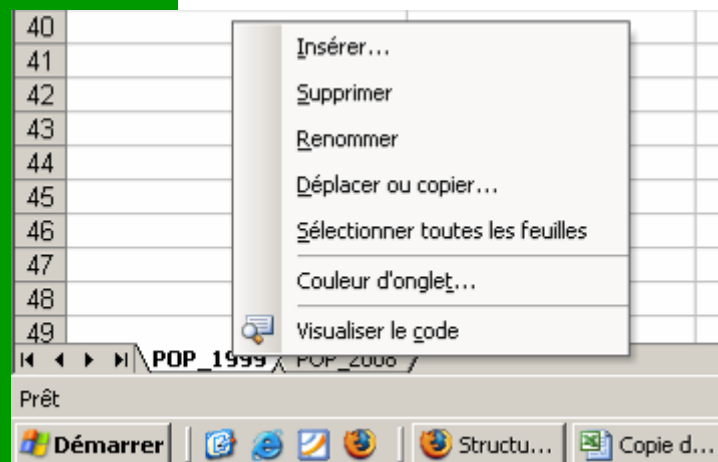 40
41
42
43
44
45
46
47
48
49
Insérer...
Supprimer
Renommer
Déplacer ou copier...
Sélectionner toutes les feuilles
Couleur d'onglet...
Visualiser le code
POP_1999 POP_2008
Prêt
Démarrer Structu... Copie d...